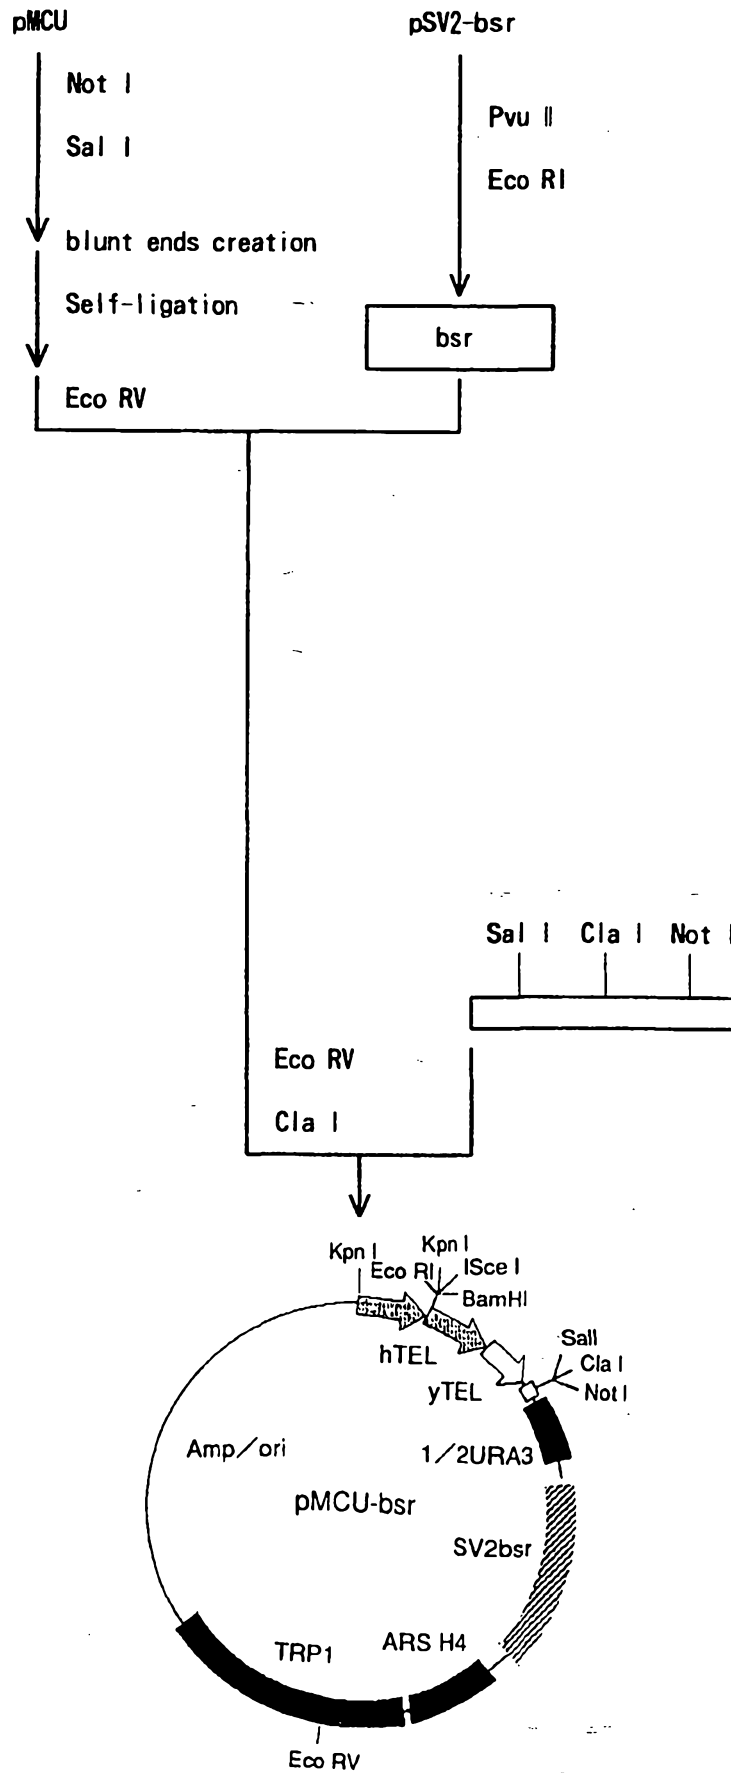 pMCU
pSV2-bsr
Not I
Sal I
Pvu II
Eco RI
blunt ends creation
Self-ligation
bsr
Eco RV
Sal I Cla I Not I
Eco RV
Cla I
Kpn I
Kpn I
Eco RI
ISce I
BamHI
hTEL
yTEL
SalI
Cla I
Not I
Amp/ori
1/2URA3
pMCU-bsr
SV2bsr
ARS H4
TRP1
Eco RV